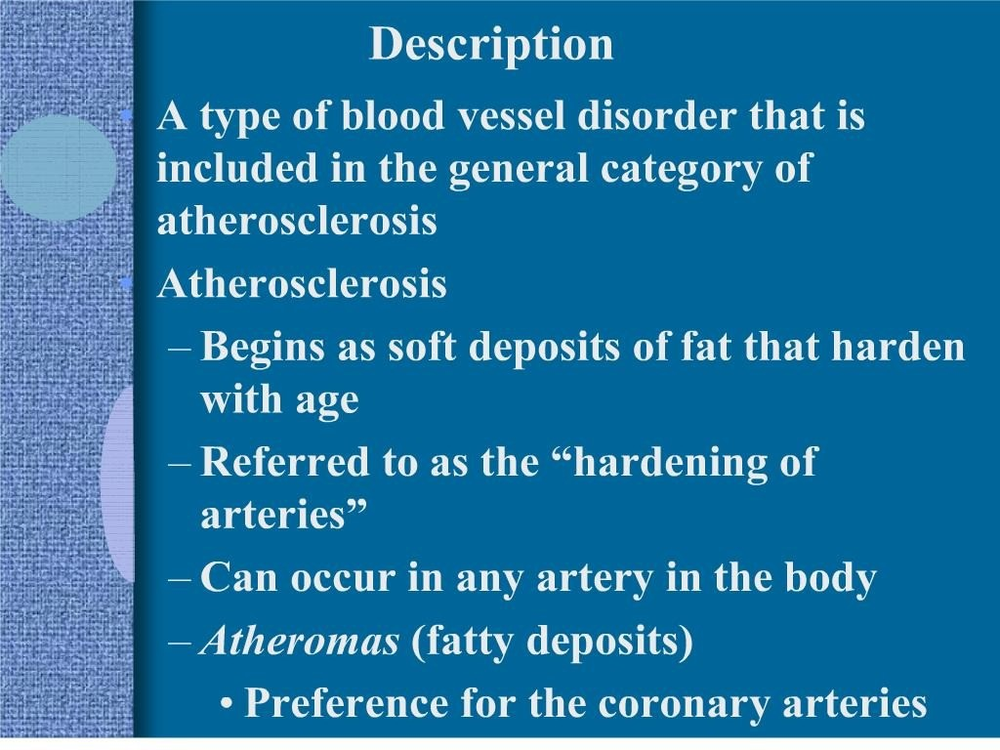 Description
A type of blood vessel disorder that is
included in the general category of
atherosclerosis
Atherosclerosis
– Begins as soft deposits of fat that harden
with age
– Referred to as the “hardening of
arteries”
– Can occur in any artery in the body
– Atheromas (fatty deposits)
• Preference for the coronary arteries